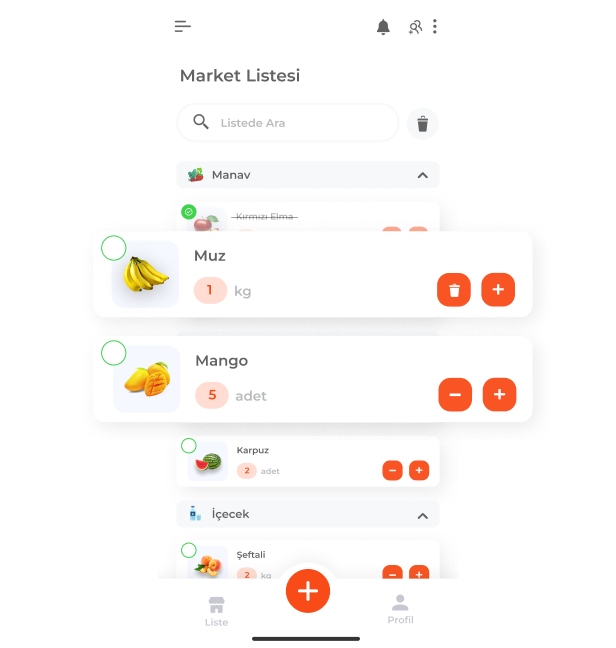 Market Listesi
Listede Ara
Manav
Kırmızı Elma
Muz
1 kg
Mango
5 adet
Karpuz
2 adet
İçecek
Şeftali
2 kg
Liste
Profil